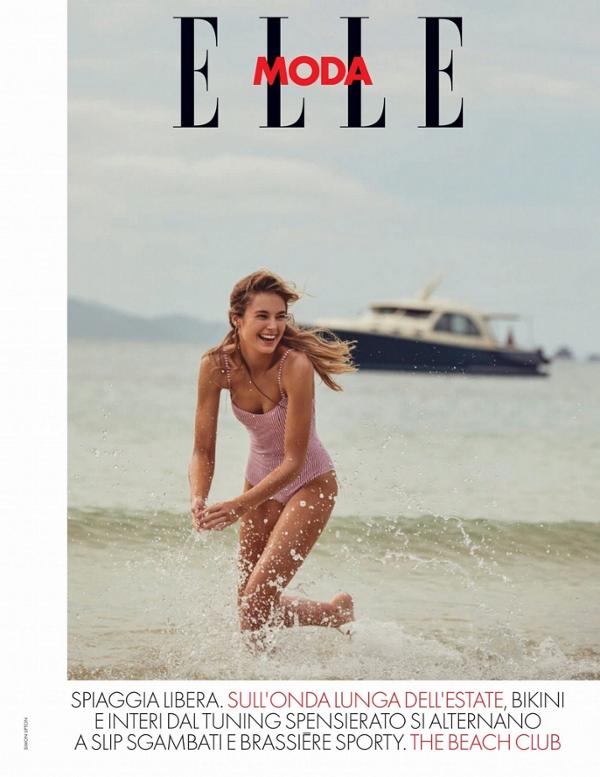 ELLE
MODA
SPIAGGIA LIBERA. SULL'ONDA LUNGA DELL'ESTATE, BIKINI
E INTERI DAL TUNING SPENSIERATO SI ALTERNANO
A SLIP SGAMBATI E BRASSIĒRE SPORTY. THE BEACH CLUB
SIMON UPTON